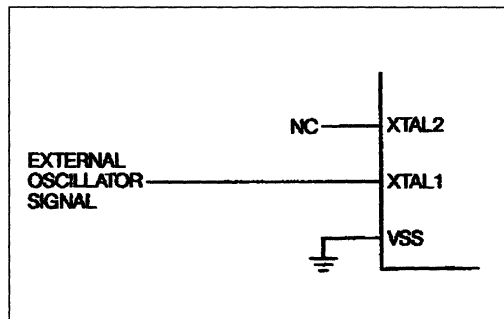 NC
XTAL2
EXTERNAL
OSCILLATOR
SIGNAL
XTAL1
VSS